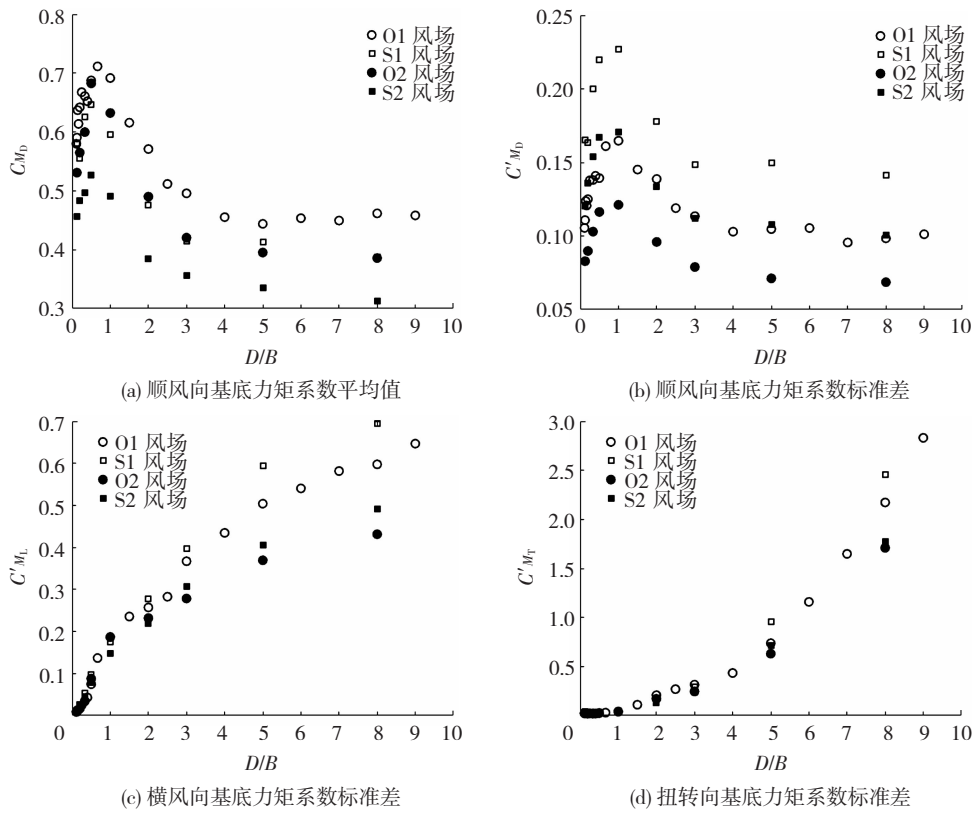 0.8
0.7
0.6
0.5
0.4
0.3
C_{M_D}
0 1 2 3 4 5 6 7 8 9 10
D/B
O1 风场
S1 风场
O2 风场
S2 风场
(a) 顺风向基底力矩系数平均值
0.25
0.20
0.15
0.10
0.05
C'_{M_D}
0 1 2 3 4 5 6 7 8 9 10
D/B
O1 风场
S1 风场
O2 风场
S2 风场
(b) 顺风向基底力矩系数标准差
0.7
0.6
0.5
0.4
0.3
0.2
0.1
C'_{M_L}
0 1 2 3 4 5 6 7 8 9 10
D/B
O1 风场
S1 风场
O2 风场
S2 风场
(c) 横风向基底力矩系数标准差
3.0
2.5
2.0
1.5
1.0
0.5
C'_{M_T}
0 1 2 3 4 5 6 7 8 9 10
D/B
O1 风场
S1 风场
O2 风场
S2 风场
(d) 扭转向基底力矩系数标准差